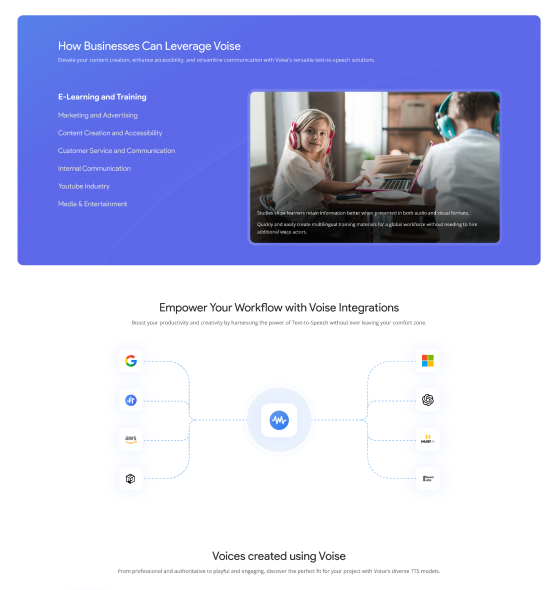 How Businesses Can Leverage Voise
Elevate your content creation, enhance accessibility, and streamline communication with Voise's versatile text-to-speech solutions.
E-Learning and Training
Marketing and Advertising
Content Creation and Accessibility
Customer Service and Communication
Internal Communication
Youtube Industry
Media & Entertainment
Studies show learners retain information better when presented in both audio and visual formats.
Quickly and easily create multilingual training materials for a global workforce without needing to hire
additional voice actors.
Empower Your Workflow with Voise Integrations
Boost your productivity and creativity by harnessing the power of Text-to-Speech without ever leaving your comfort zone.
aws
Voices created using Voise
From professional and authoritative to playful and engaging, discover the perfect fit for your project with Voise's diverse TTS models.